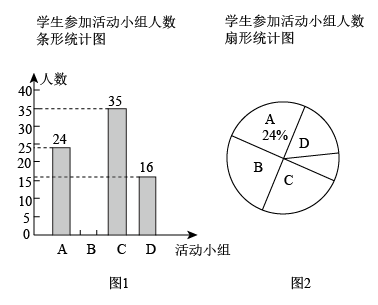 学生参加活动小组人数
条形统计图
人数
40
35
30
25
20
15
10
5
0
24
35
16
A B C D 活动小组
图1
学生参加活动小组人数
扇形统计图
A
24%
D
B
C
图2